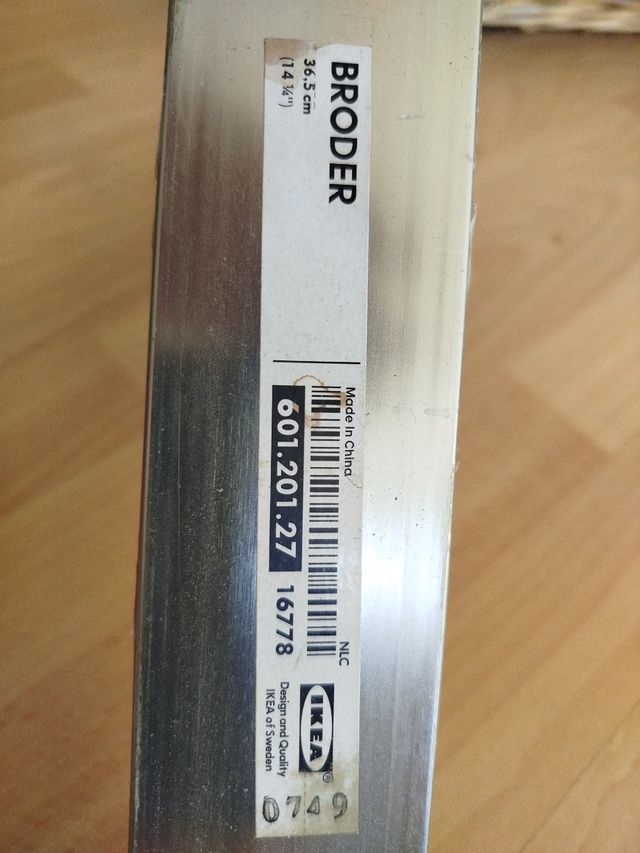 BRODER
36,5 cm
(14 ¼")
Made in China
601.201.27
16778
NLC
IKEA®
Design and Quality
IKEA of Sweden
0749